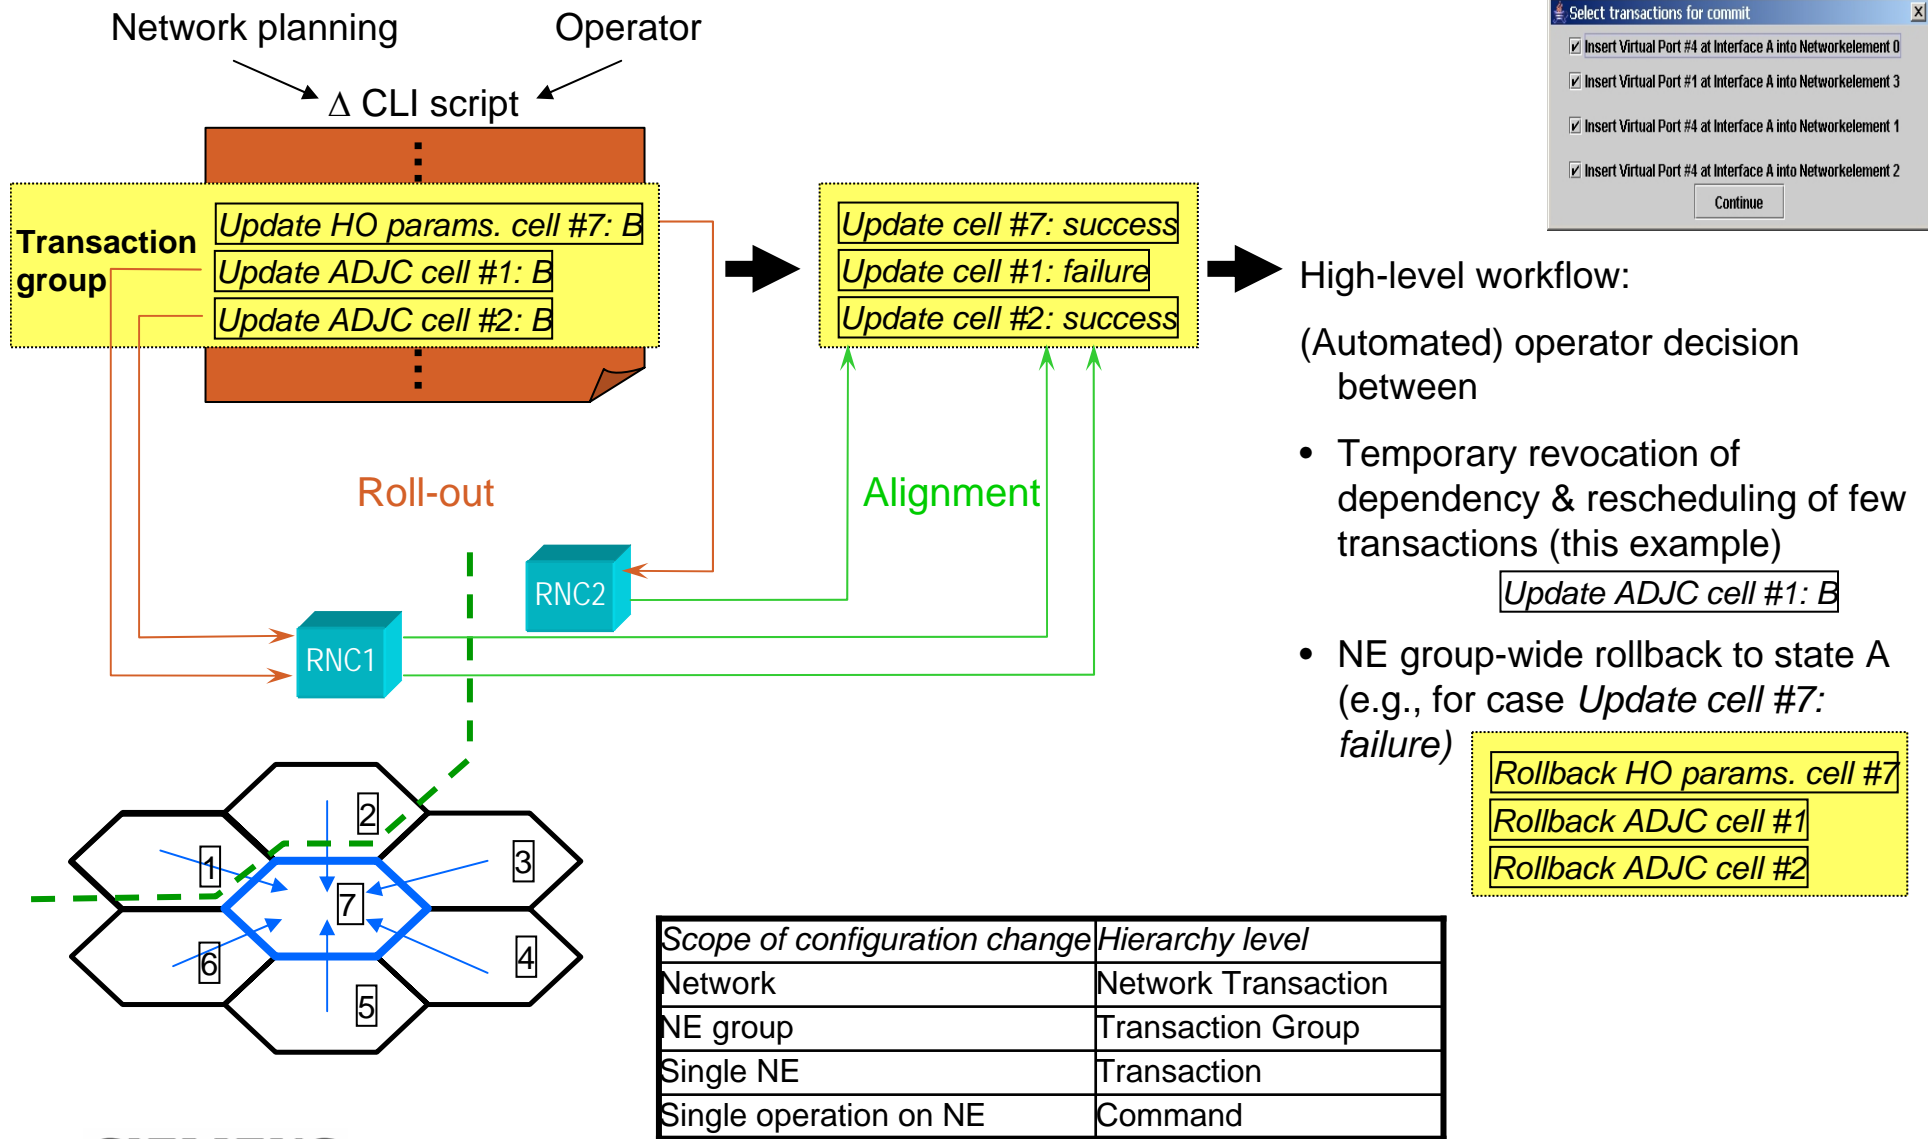 Network planning
Operator
Δ CLI script
Transaction
group
Update HO params. cell #7: B
Update ADJC cell #1: B
Update ADJC cell #2: B
Update cell #7: success
Update cell #1: failure
Update cell #2: success
Select transactions for commit
Insert Virtual Port #4 at Interface A into Networkelement 0
Insert Virtual Port #1 at Interface A into Networkelement 3
Insert Virtual Port #4 at Interface A into Networkelement 1
Insert Virtual Port #4 at Interface A into Networkelement 2
Continue
High-level workflow:
(Automated) operator decision
between
• Temporary revocation of
dependency & rescheduling of few
transactions (this example)
Update ADJC cell #1: B
• NE group-wide rollback to state A
(e.g., for case Update cell #7:
failure)
Rollback HO params. cell #7
Rollback ADJC cell #1
Rollback ADJC cell #2
Roll-out
Alignment
RNC2
RNC1
2
1
3
7
6
4
5
Scope of configuration change Hierarchy level
Network Network Transaction
NE group Transaction Group
Single NE Transaction
Single operation on NE Command